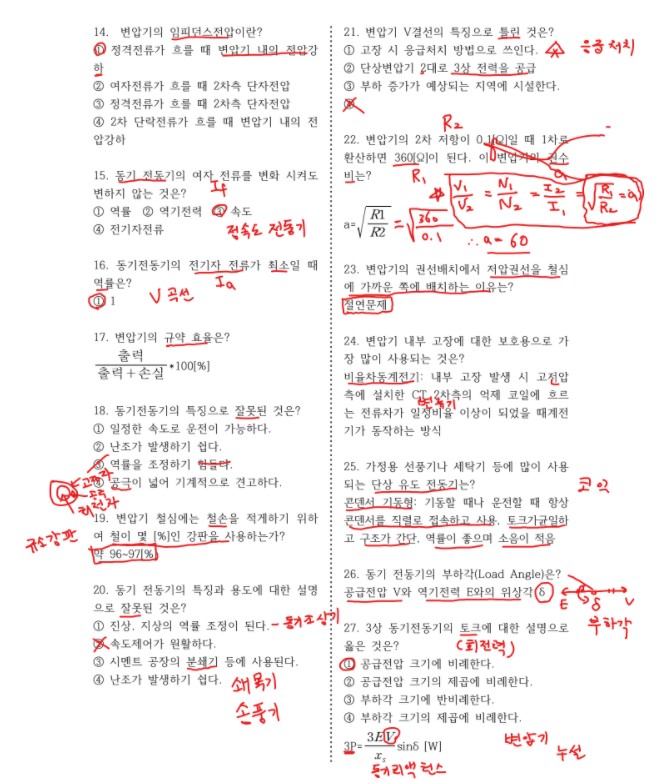 14. 변압기의 임피던스전압이란?
① 정격전류가 흐를 때 변압기 내의 전압강
하
② 여자전류가 흐를 때 2차측 단자전압
③ 정격전류가 흐를 때 2차측 단자전압
④ 2차 단락전류가 흐를 때 변압기 내의 전
압강하
15. 동기 전동기의 여자 전류를 변화 시켜도
If
변하지 않는 것은?
① 역률 ② 역기전력 ③ 속도
④ 전기자전류
정속도 전동기
16. 동기전동기의 전기자 전류가 최소일 때
역률은?
Ia
① 1
V 곡선
17. 변압기의 규약 효율은?
출력
출력+손실 *100[%]
18. 동기전동기의 특징으로 잘못된 것은?
① 일정한 속도로 운전이 가능하다.
② 난조가 발생하기 쉽다.
③ 역률을 조정하기 힘들다.
④ 공극이 넓어 기계적으로 견고하다.
고정자
공극
회전자
19. 변압기 철심에는 철손을 적게하기 위하
여 철이 몇 [%]인 강판을 사용하는가?
규소강판
약 96~97[%]
20. 동기 전동기의 특징과 용도에 대한 설명
으로 잘못된 것은?
① 진상, 지상의 역률 조정이 된다. - 동기조상기
② 속도제어가 원활하다.
③ 시멘트 공장의 분쇄기 등에 사용된다.
④ 난조가 발생하기 쉽다.
쇄목기
송풍기
21. 변압기 V결선의 특징으로 틀린 것은?
① 고장 시 응급처치 방법으로 쓰인다.
응급처치
② 단상변압기 2대로 3상 전력을 공급
③ 부하 증가가 예상되는 지역에 시설한다.
R2
22. 변압기의 2차 저항이 0.1[Ω]일 때 1차로
환산하면 360[Ω]이 된다. 이 변압기의 권수
비는?
R1
a
V1/V2 = N1/N2 = I2/I1 = √(R1/R2) = a
a=√(R1/R2) = √(360/0.1)
∴ a = 60
23. 변압기의 권선배치에서 저압권선을 철심
에 가까운 쪽에 배치하는 이유는?
절연문제
24. 변압기 내부 고장에 대한 보호용으로 가
장 많이 사용되는 것은?
비율차동계전기: 내부 고장 발생 시 고전압
측에 설치한 CT 2차측의 억제 코일에 흐르
변류기
는 전류차가 일정비율 이상이 되었을 때계전
기가 동작하는 방식
25. 가정용 선풍기나 세탁기 등에 많이 사용
되는 단상 유도 전동기는?
콘덴서 기동형: 기동할 때나 운전할 때 항상
콘덴서를 직렬로 접속하고 사용, 토크가균일하
고 구조가 간단, 역률이 좋으며 소음이 적음
26. 동기 전동기의 부하각(Load Angle)은?
공급전압 V와 역기전력 E와의 위상각 δ
E δ V
부하각
27. 3상 동기전동기의 토크에 대한 설명으로
옳은 것은?
(회전력)
① 공급전압 크기에 비례한다.
② 공급전압 크기의 제곱에 비례한다.
③ 부하각 크기에 반비례한다.
④ 부하각 크기의 제곱에 비례한다.
3P= 3EV/xs sinδ [W]
변압기
누설
동기리액턴스